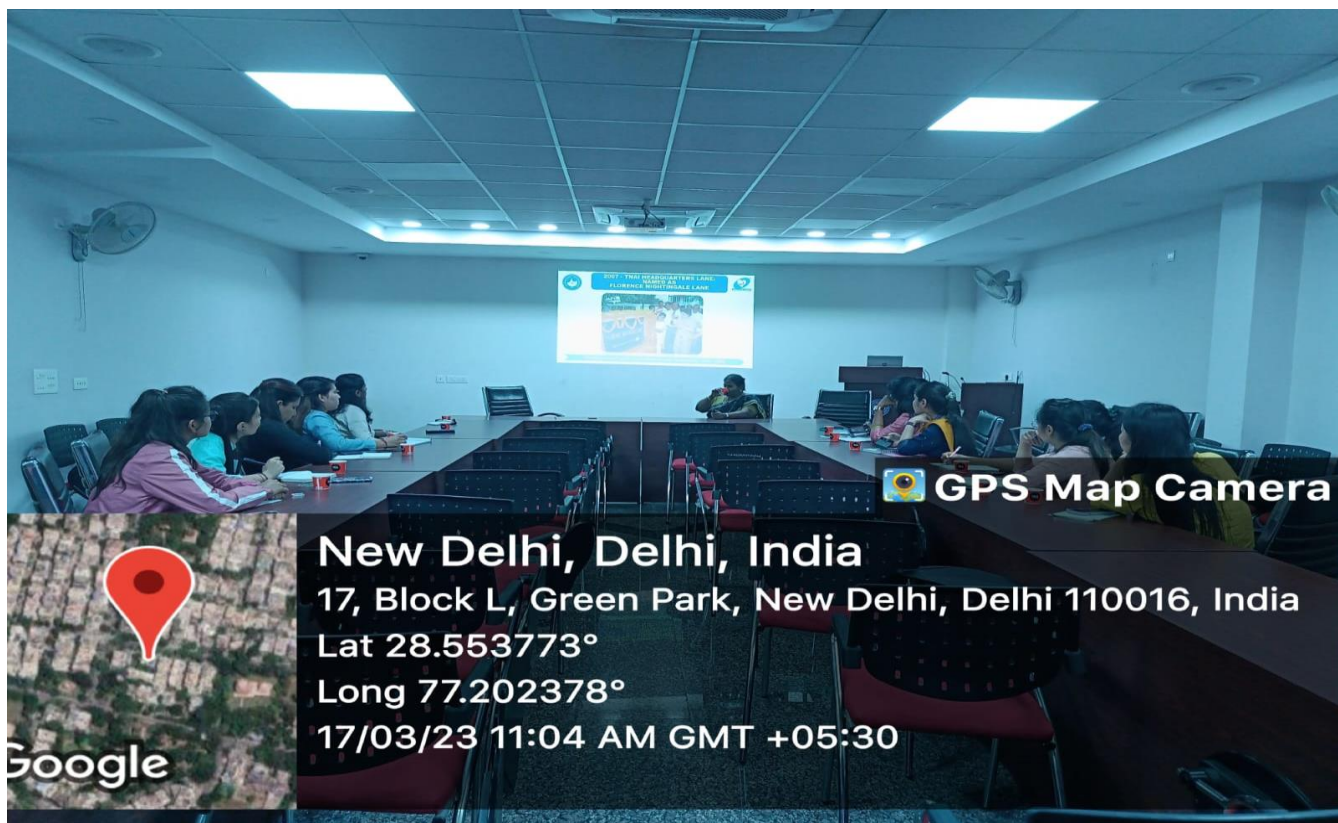 2007 - TNAI HEADQUARTERS LANE,
NAMED AS
FLORENCE NIGHTINGALE LANE
GPS Map Camera
New Delhi, Delhi, India
17, Block L, Green Park, New Delhi, Delhi 110016, India
Lat 28.553773°
Long 77.202378°
17/03/23 11:04 AM GMT +05:30
Google